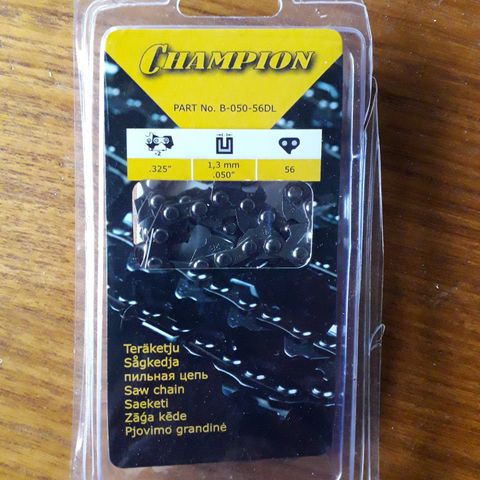 CHAMPION
PART No. B-050-56DL
÷2
.325" 1,3 mm .050" 56
Teräketju
Sågkedja
пильная цепь
Saw chain
Saeketi
Zāģa ķēde
Pjovimo grandinė